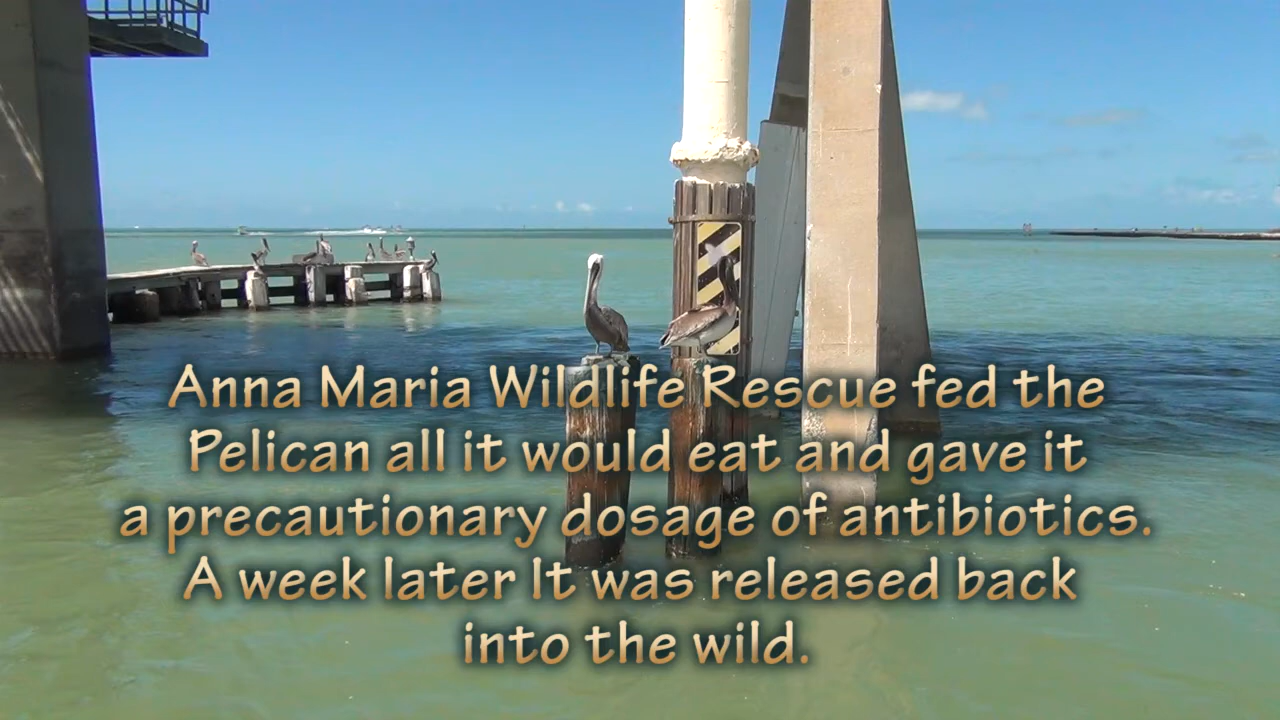 Anna Maria Wildlife Rescue fed the
Pelican all it would eat and gave it
a precautionary dosage of antibiotics.
A week later It was released back
into the wild.